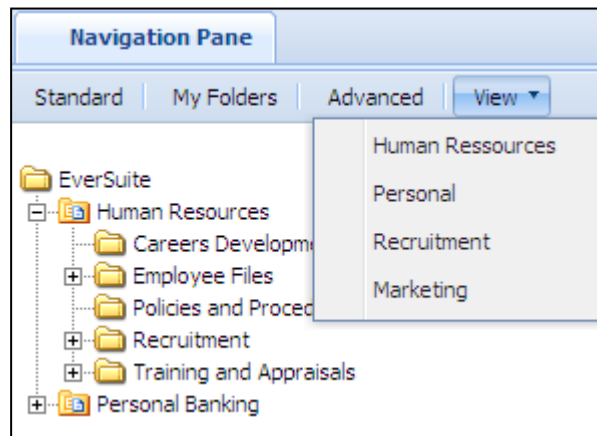 Navigation Pane
Standard My Folders Advanced View
Human Ressources
Personal
Recruitment
Marketing
EverSuite
Human Resources
Careers Developm
Employee Files
Policies and Proced
Recruitment
Training and Appraisals
Personal Banking